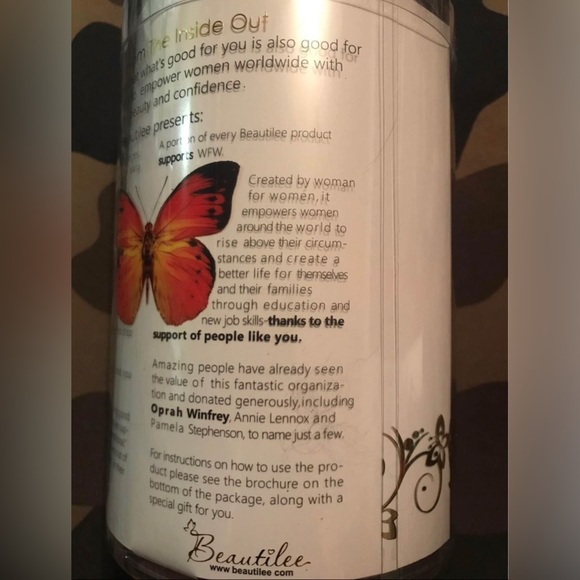 The Inside Out
what's good for you is also good for
empower women worldwide with
and confidence.
presents:
A portion of every Beautilee product
supports WFW.
Created by woman
for women, it
empowers women
around the world to
rise above their circum-
stances and create a
better life for themselves
and their families
through education and
new job skills-thanks to the
support of people like you.
Amazing people have already seen
the value of this fantastic organiza-
tion and donated generously,including
Oprah Winfrey, Annie Lennox and
Pamela Stephenson, to name just a few.
For instructions on how to use the pro-
duct please see the brochure on the
bottom of the package, along with a
special gift for you.
Beautilee
www.beautilee.com